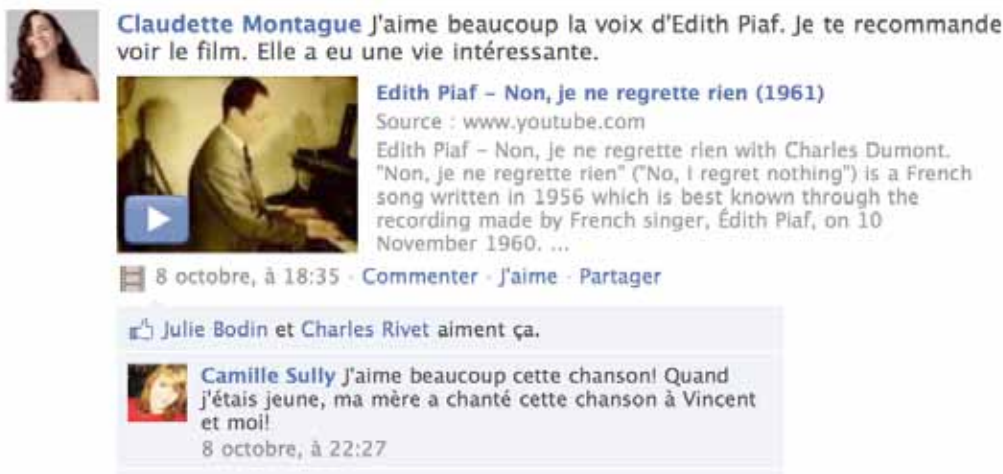 Claudette Montague J'aime beaucoup la voix d'Edith Piaf. Je te recommande
voir le film. Elle a eu une vie intéressante.
Edith Piaf – Non, je ne regrette rien (1961)
Source : www.youtube.com
Edith Piaf – Non, je ne regrette rien with Charles Dumont.
"Non, je ne regrette rien" ("No, I regret nothing") is a French
song written in 1956 which is best known through the
recording made by French singer, Édith Piaf, on 10
November 1960. ...
8 octobre, à 18:35 · Commenter · J'aime · Partager
Julie Bodin et Charles Rivet aiment ça.
Camille Sully J'aime beaucoup cette chanson! Quand
j'étais jeune, ma mère a chanté cette chanson à Vincent
et moi!
8 octobre, à 22:27